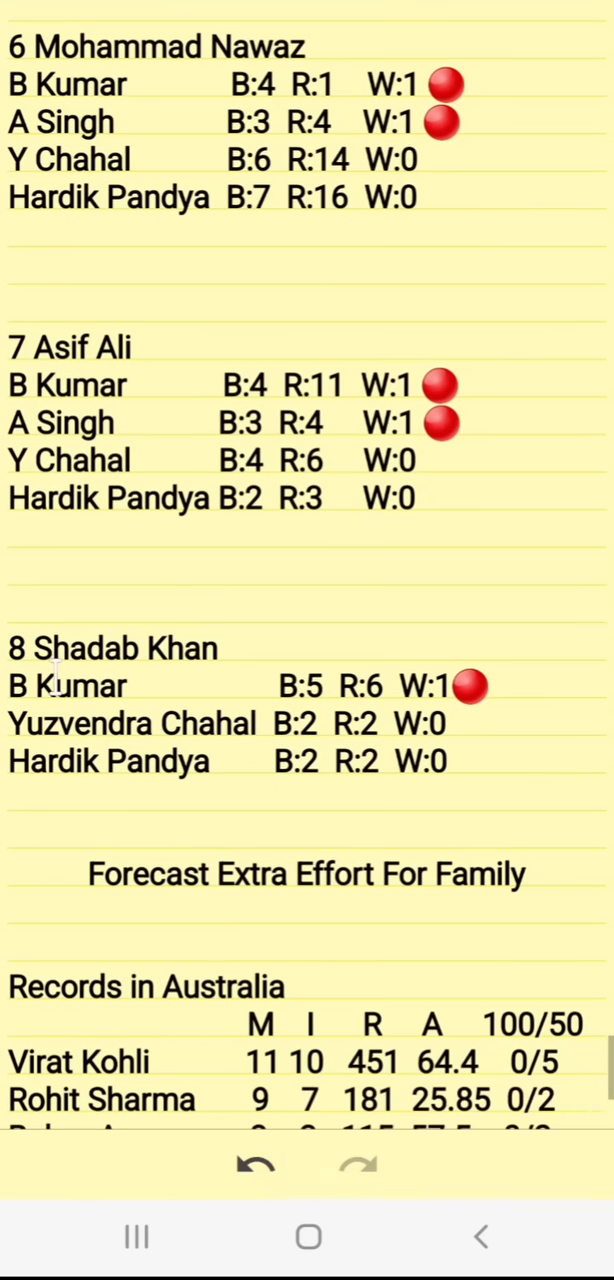 6 Mohammad Nawaz
B Kumar B:4 R:1 W:1
A Singh B:3 R:4 W:1
Y Chahal B:6 R:14 W:0
Hardik Pandya B:7 R:16 W:0
7 Asif Ali
B Kumar B:4 R:11 W:1
A Singh B:3 R:4 W:1
Y Chahal B:4 R:6 W:0
Hardik Pandya B:2 R:3 W:0
8 Shadab Khan
B Kumar B:5 R:6 W:1
Yuzvendra Chahal B:2 R:2 W:0
Hardik Pandya B:2 R:2 W:0
Forecast Extra Effort For Family
Records in Australia
M I R A 100/50
Virat Kohli 11 10 451 64.4 0/5
Rohit Sharma 9 7 181 25.85 0/2